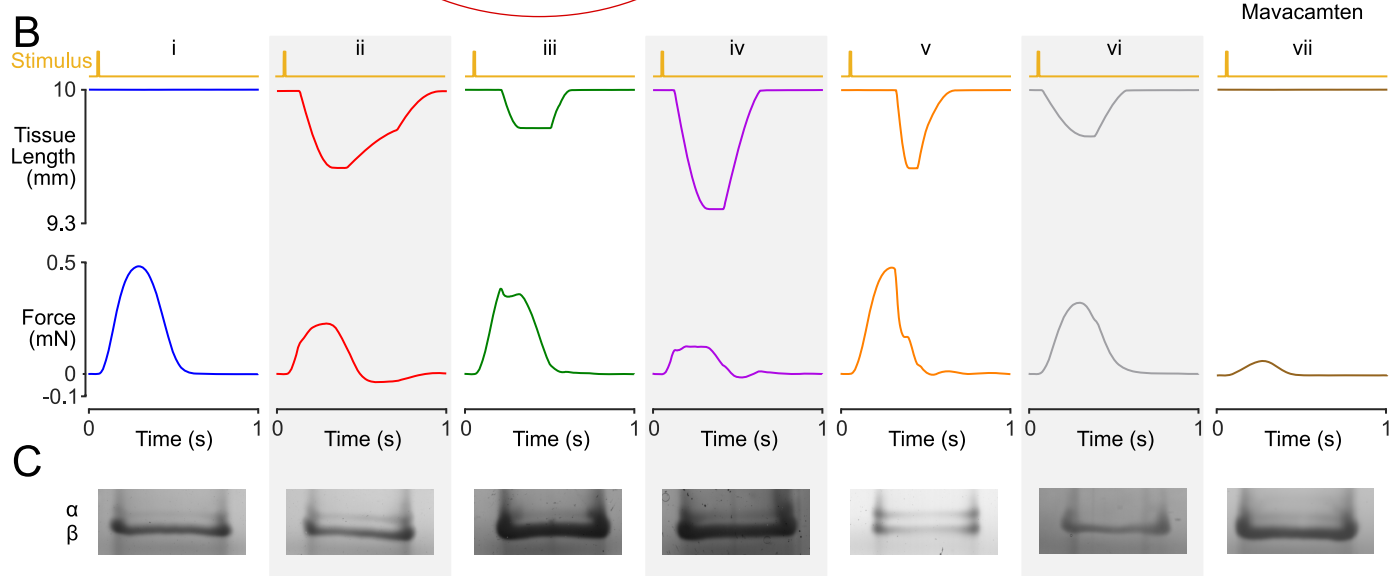 Mavacamten
B
i ii iii iv v vi vii
Stimulus
10
Tissue
Length
(mm)
9.3
0.5
Force
(mN)
0
-0.1
0 Time (s) 1 0 Time (s) 1 0 Time (s) 1 0 Time (s) 1 0 Time (s) 1 0 Time (s) 1 0 Time (s) 1
C
α
β